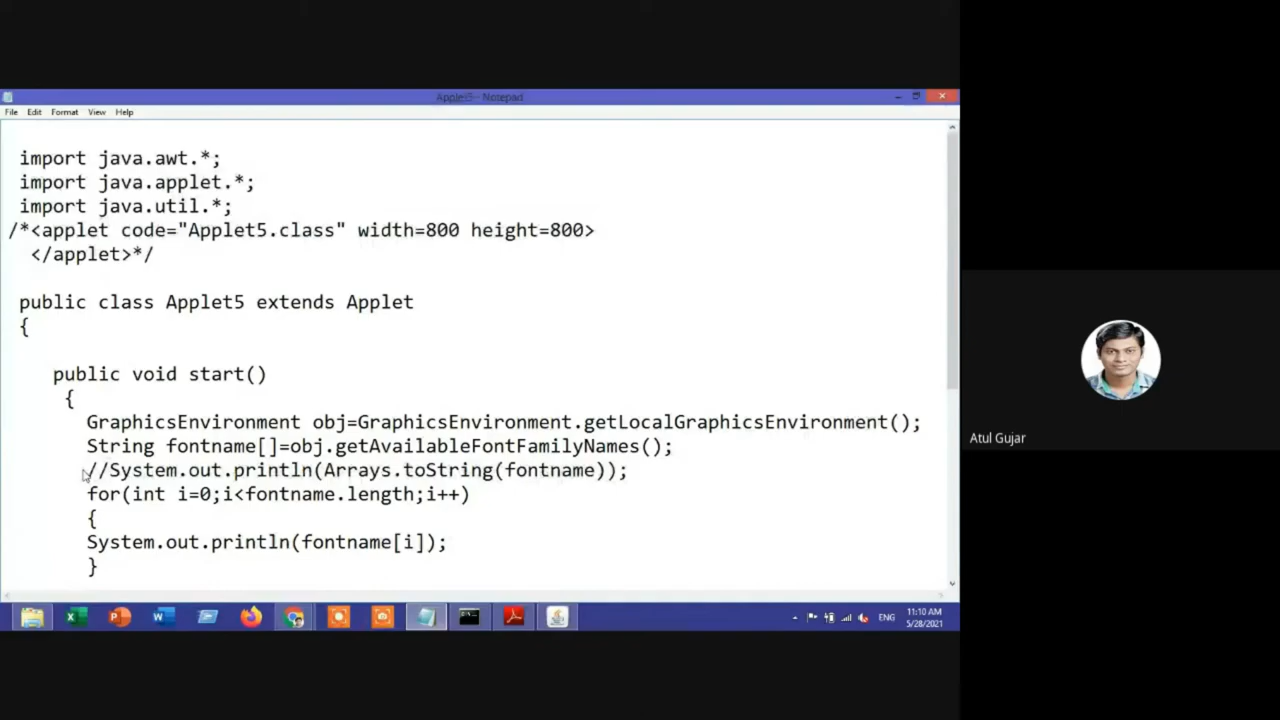 Applet5 - Notepad
File Edit Format View Help
import java.awt.*;
import java.applet.*;
import java.util.*;
/*<applet code="Applet5.class" width=800 height=800>
</applet>*/
public class Applet5 extends Applet
{
public void start()
{
GraphicsEnvironment obj=GraphicsEnvironment.getLocalGraphicsEnvironment();
String fontname[]=obj.getAvailableFontFamilyNames();
//System.out.println(Arrays.toString(fontname));
for(int i=0;i<fontname.length;i++)
{
System.out.println(fontname[i]);
}
ENG
11:10 AM
5/28/2021
Atul Gujar